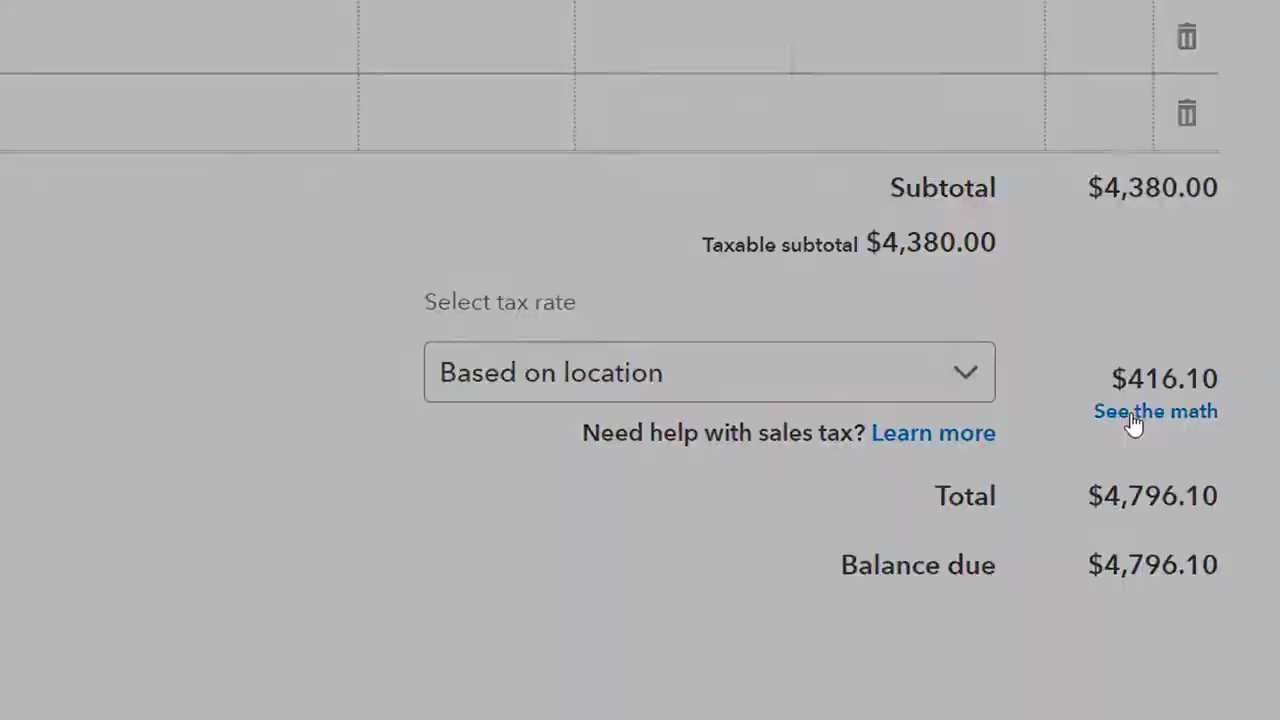 Subtotal $4,380.00
Taxable subtotal $4,380.00
Select tax rate
Based on location $416.10
See the math
Need help with sales tax? Learn more
Total $4,796.10
Balance due $4,796.10